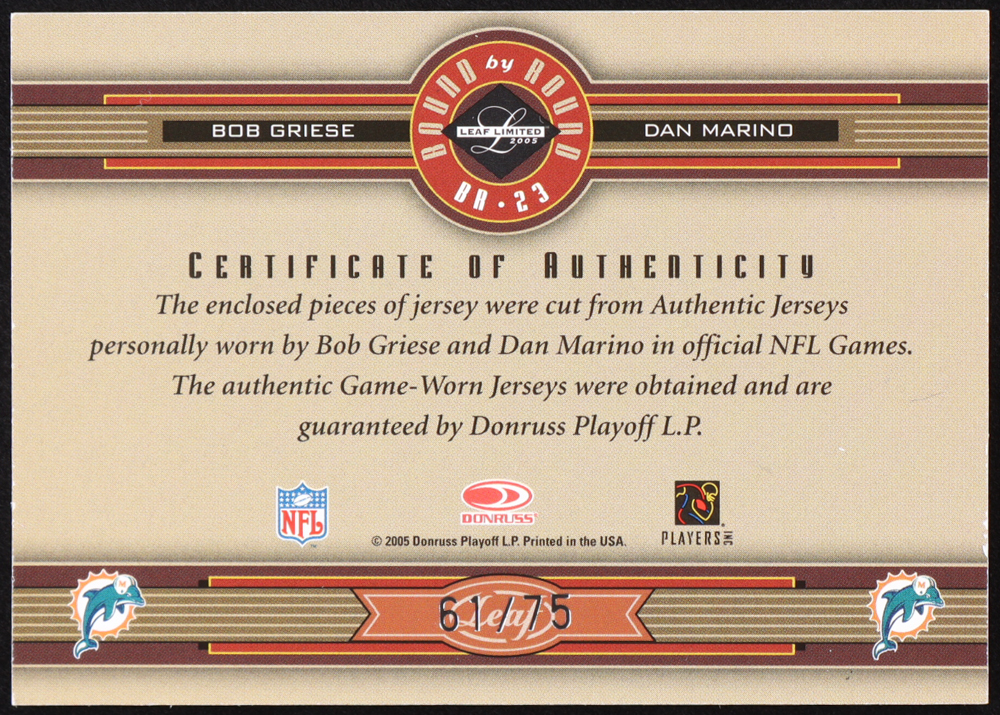 ROUND by ROUND
BOB GRIESE
L
LEAF LIMITED™
2005
DAN MARINO
BR • 23
CERTIFICATE OF AUTHENTICITY
The enclosed pieces of jersey were cut from Authentic Jerseys
personally worn by Bob Griese and Dan Marino in official NFL Games.
The authentic Game-Worn Jerseys were obtained and are
guaranteed by Donruss Playoff L.P.
NFL
DONRUSS
PLAYERS INC
© 2005 Donruss Playoff L.P. Printed in the USA.
M
Leaf
61/75
M